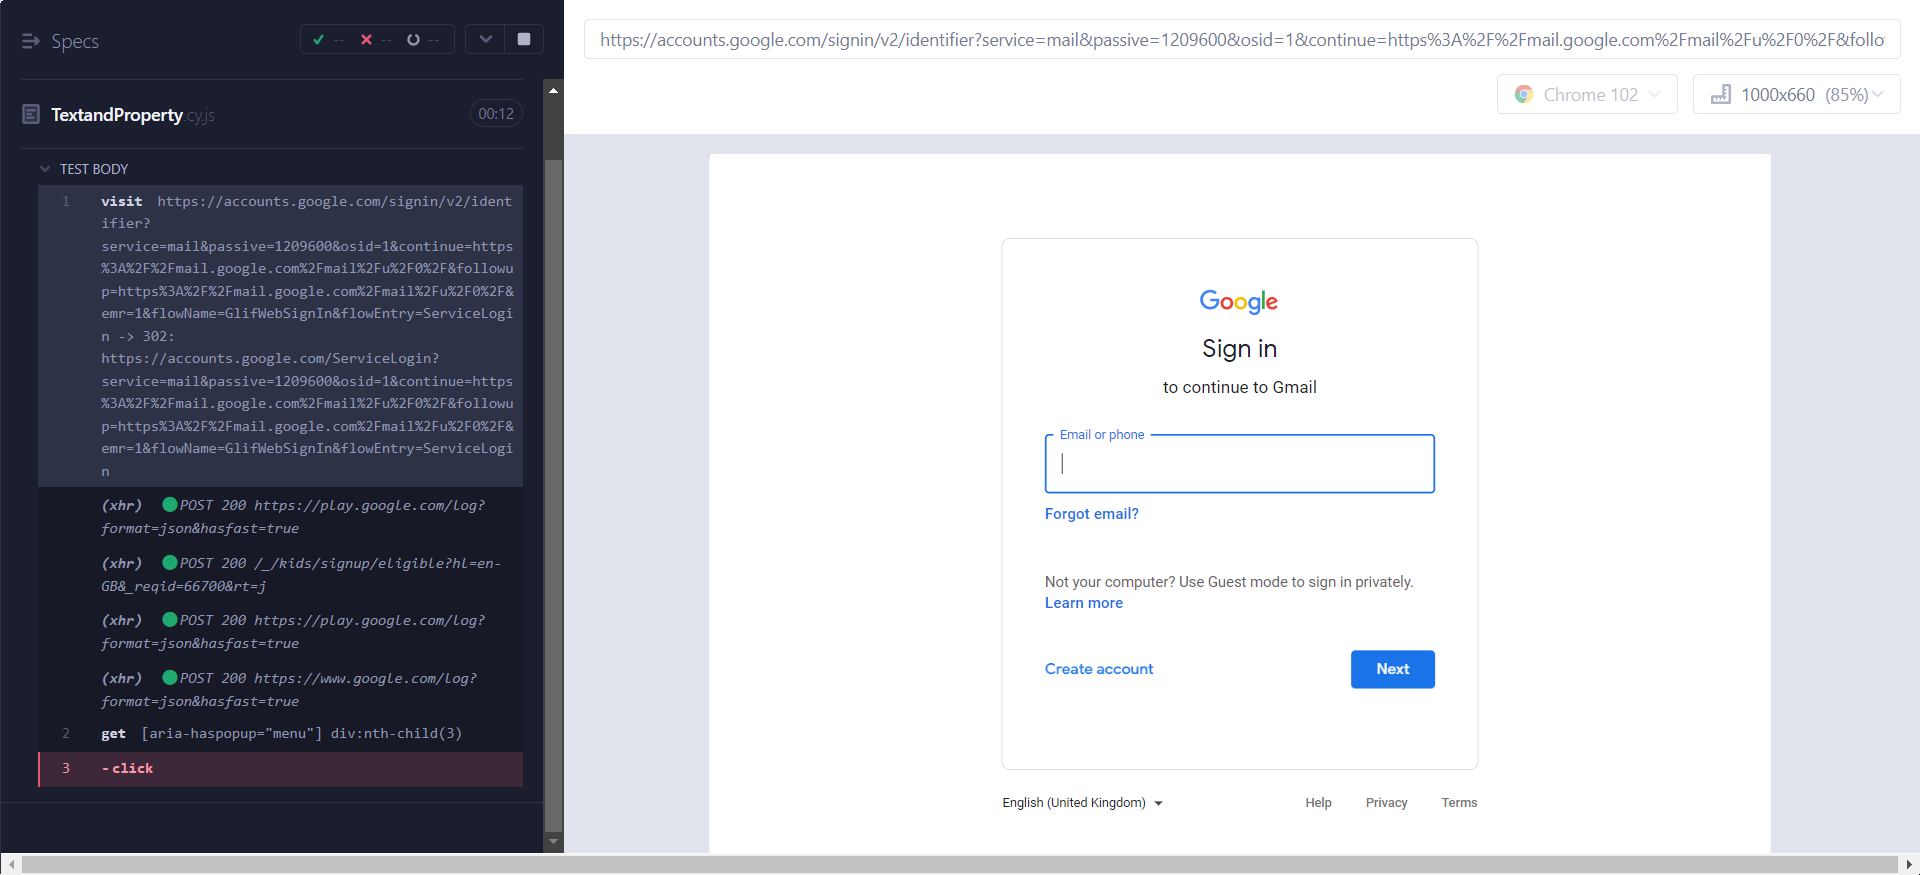 Specs
-- -- --
TextandProperty.cy.js
00:12
TEST BODY
1 visit https://accounts.google.com/signin/v2/ident
ifier?
service=mail&passive=1209600&osid=1&continue=https
%3A%2F%2Fmail.google.com%2Fmail%2Fu%2F0%2F&followu
p=https%3A%2F%2Fmail.google.com%2Fmail%2Fu%2F0%2F&
emr=1&flowName=GlifWebSignIn&flowEntry=ServiceLogi
n -> 302:
https://accounts.google.com/ServiceLogin?
service=mail&passive=1209600&osid=1&continue=https
%3A%2F%2Fmail.google.com%2Fmail%2Fu%2F0%2F&followu
p=https%3A%2F%2Fmail.google.com%2Fmail%2Fu%2F0%2F&
emr=1&flowName=GlifWebSignIn&flowEntry=ServiceLogi
n
(xhr) POST 200 https://play.google.com/log?
format=json&hasfast=true
(xhr) POST 200 /_/kids/signup/eligible?hl=en-
GB&_reqid=66700&rt=j
(xhr) POST 200 https://play.google.com/log?
format=json&hasfast=true
(xhr) POST 200 https://www.google.com/log?
format=json&hasfast=true
2 get [aria-haspopup="menu"] div:nth-child(3)
3 -click
https://accounts.google.com/signin/v2/identifier?service=mail&passive=1209600&osid=1&continue=https%3A%2F%2Fmail.google.com%2Fmail%2Fu%2F0%2F&follo
Chrome 102
1000x660 (85%)
Google
Sign in
to continue to Gmail
Email or phone
Forgot email?
Not your computer? Use Guest mode to sign in privately.
Learn more
Create account
Next
English (United Kingdom)
Help
Privacy
Terms